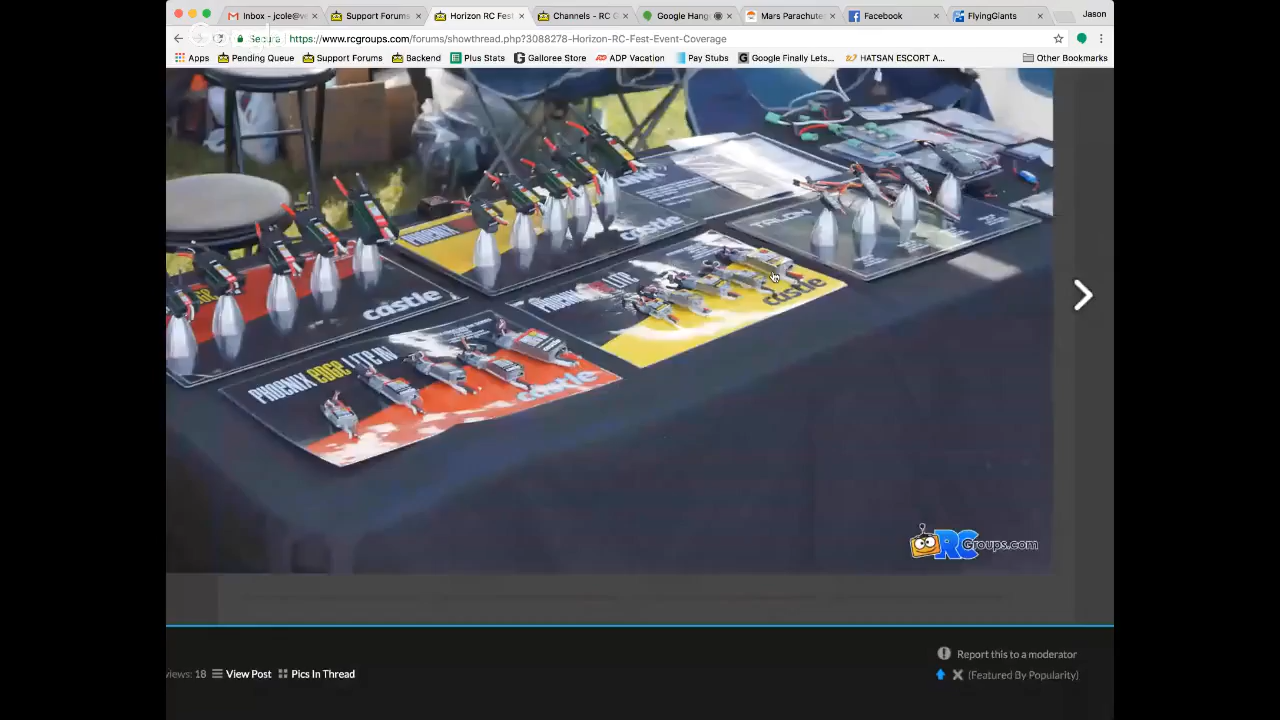 Inbox - jcole@v
Support Forums
Horizon RC Fest
Channels - RC G
Google Hang
Mars Parachute
Facebook
FlyingGiants
Jason
Secure
https://www.rcgroups.com/forums/showthread.php?3088278-Horizon-RC-Fest-Event-Coverage
Apps
Pending Queue
Support Forums
Backend
Plus Stats
Galloree Store
ADP Vacation
Pay Stubs
Google Finally Lets...
HATSAN ESCORT A...
Other Bookmarks
PHOENIX
castle
TALON
castle
PHOENIX
LITE
castle
PHOENIX EDGE LITE HV
castle
RCGroups.com
Report this to a moderator
views: 18
View Post
Pics In Thread
(Featured By Popularity)